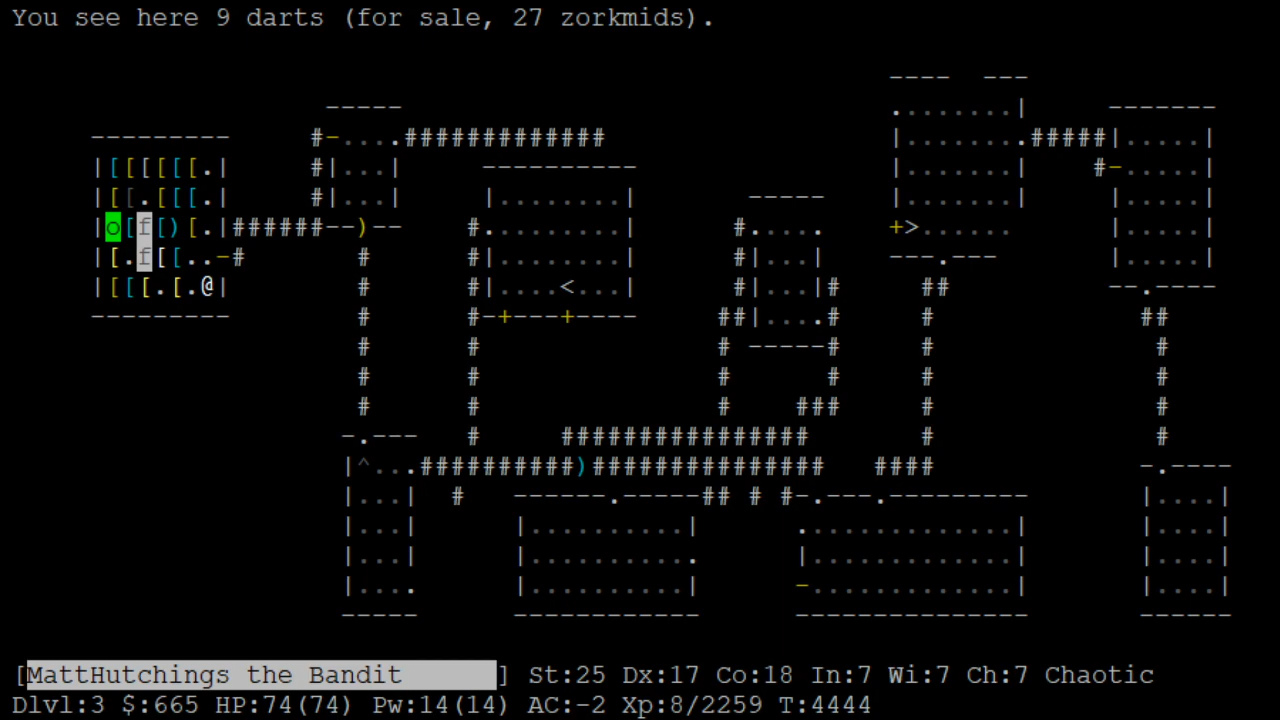 You see here 9 darts (for sale, 27 zorkmids).
[MattHutchings the Bandit ] St:25 Dx:17 Co:18 In:7 Wi:7 Ch:7 Chaotic
Dlvl:3 $:665 HP:74(74) Pw:14(14) AC:-2 Xp:8/2259 T:4444